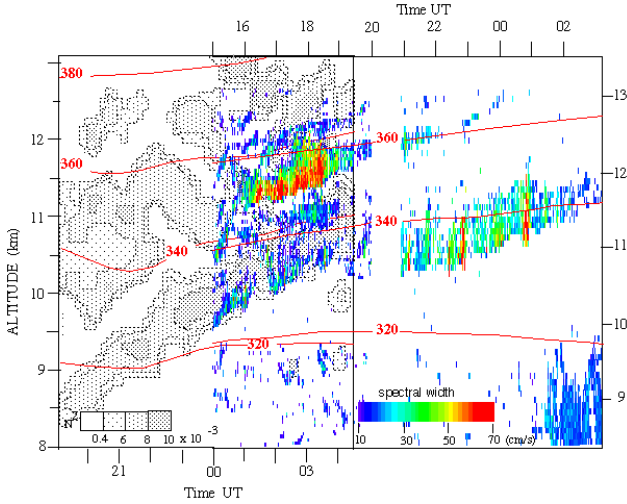 Time UT
16 18 20 22 00 02
380
13
12
360
360
12
11
340
340
11
ALTITUDE (km)
10
10
320
320
9
spectral width
9
N²
0.4 6 8 10 x 10 -3
10 30 50 70 (cm/s)
8
21 00 03
Time UT